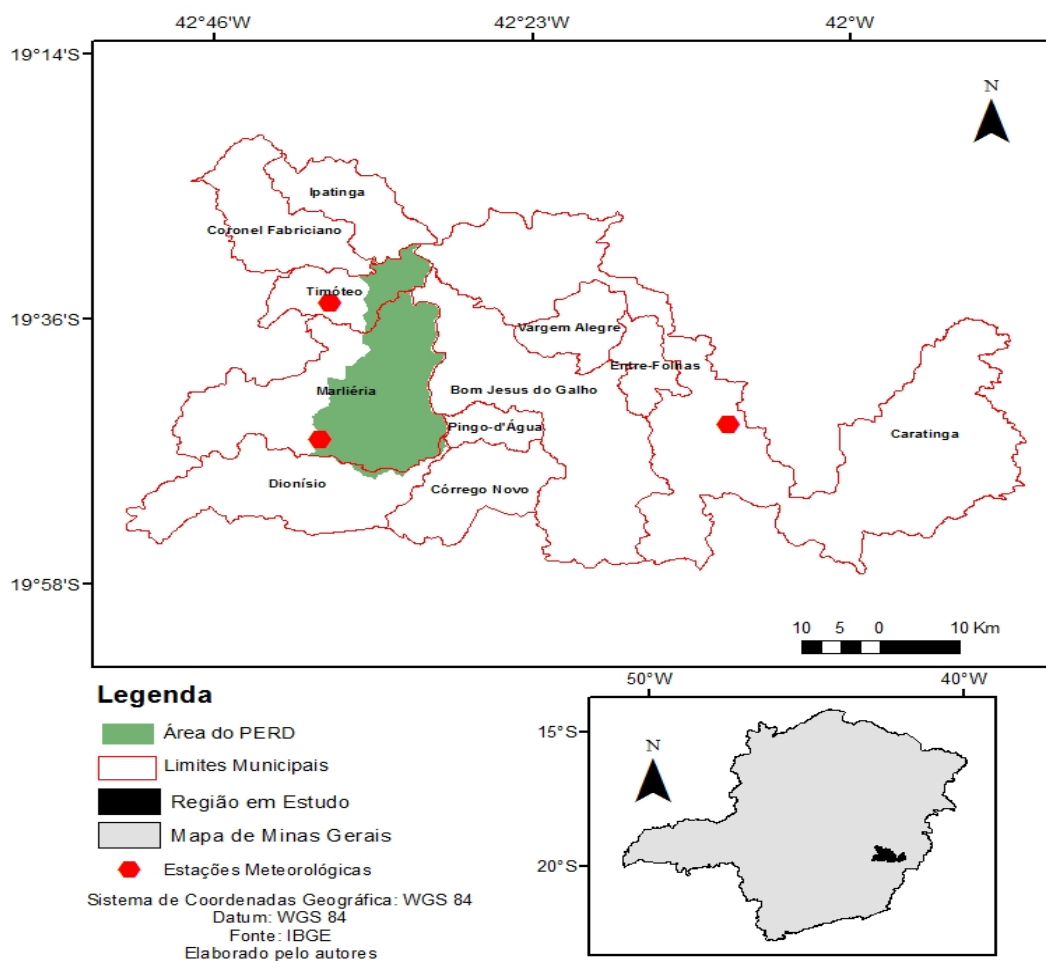 42°46'W 42°23'W 42°W
19°14'S
N
Ipatinga
Coronel Fabriciano
Timóteo
19°36'S
Vargem Alegre
Entre-Folhas
Marliéria
Bom Jesus do Galho
Pingo-d'Água
Caratinga
Dionísio
Córrego Novo
19°58'S
10 5 0 10 Km
Legenda
Área do PERD
Limites Municipais
Região em Estudo
Mapa de Minas Gerais
Estações Meteorológicas
Sistema de Coordenadas Geográfica: WGS 84
Datum: WGS 84
Fonte: IBGE
Elaborado pelo autores
50°W 40°W
15°S
N
20°S